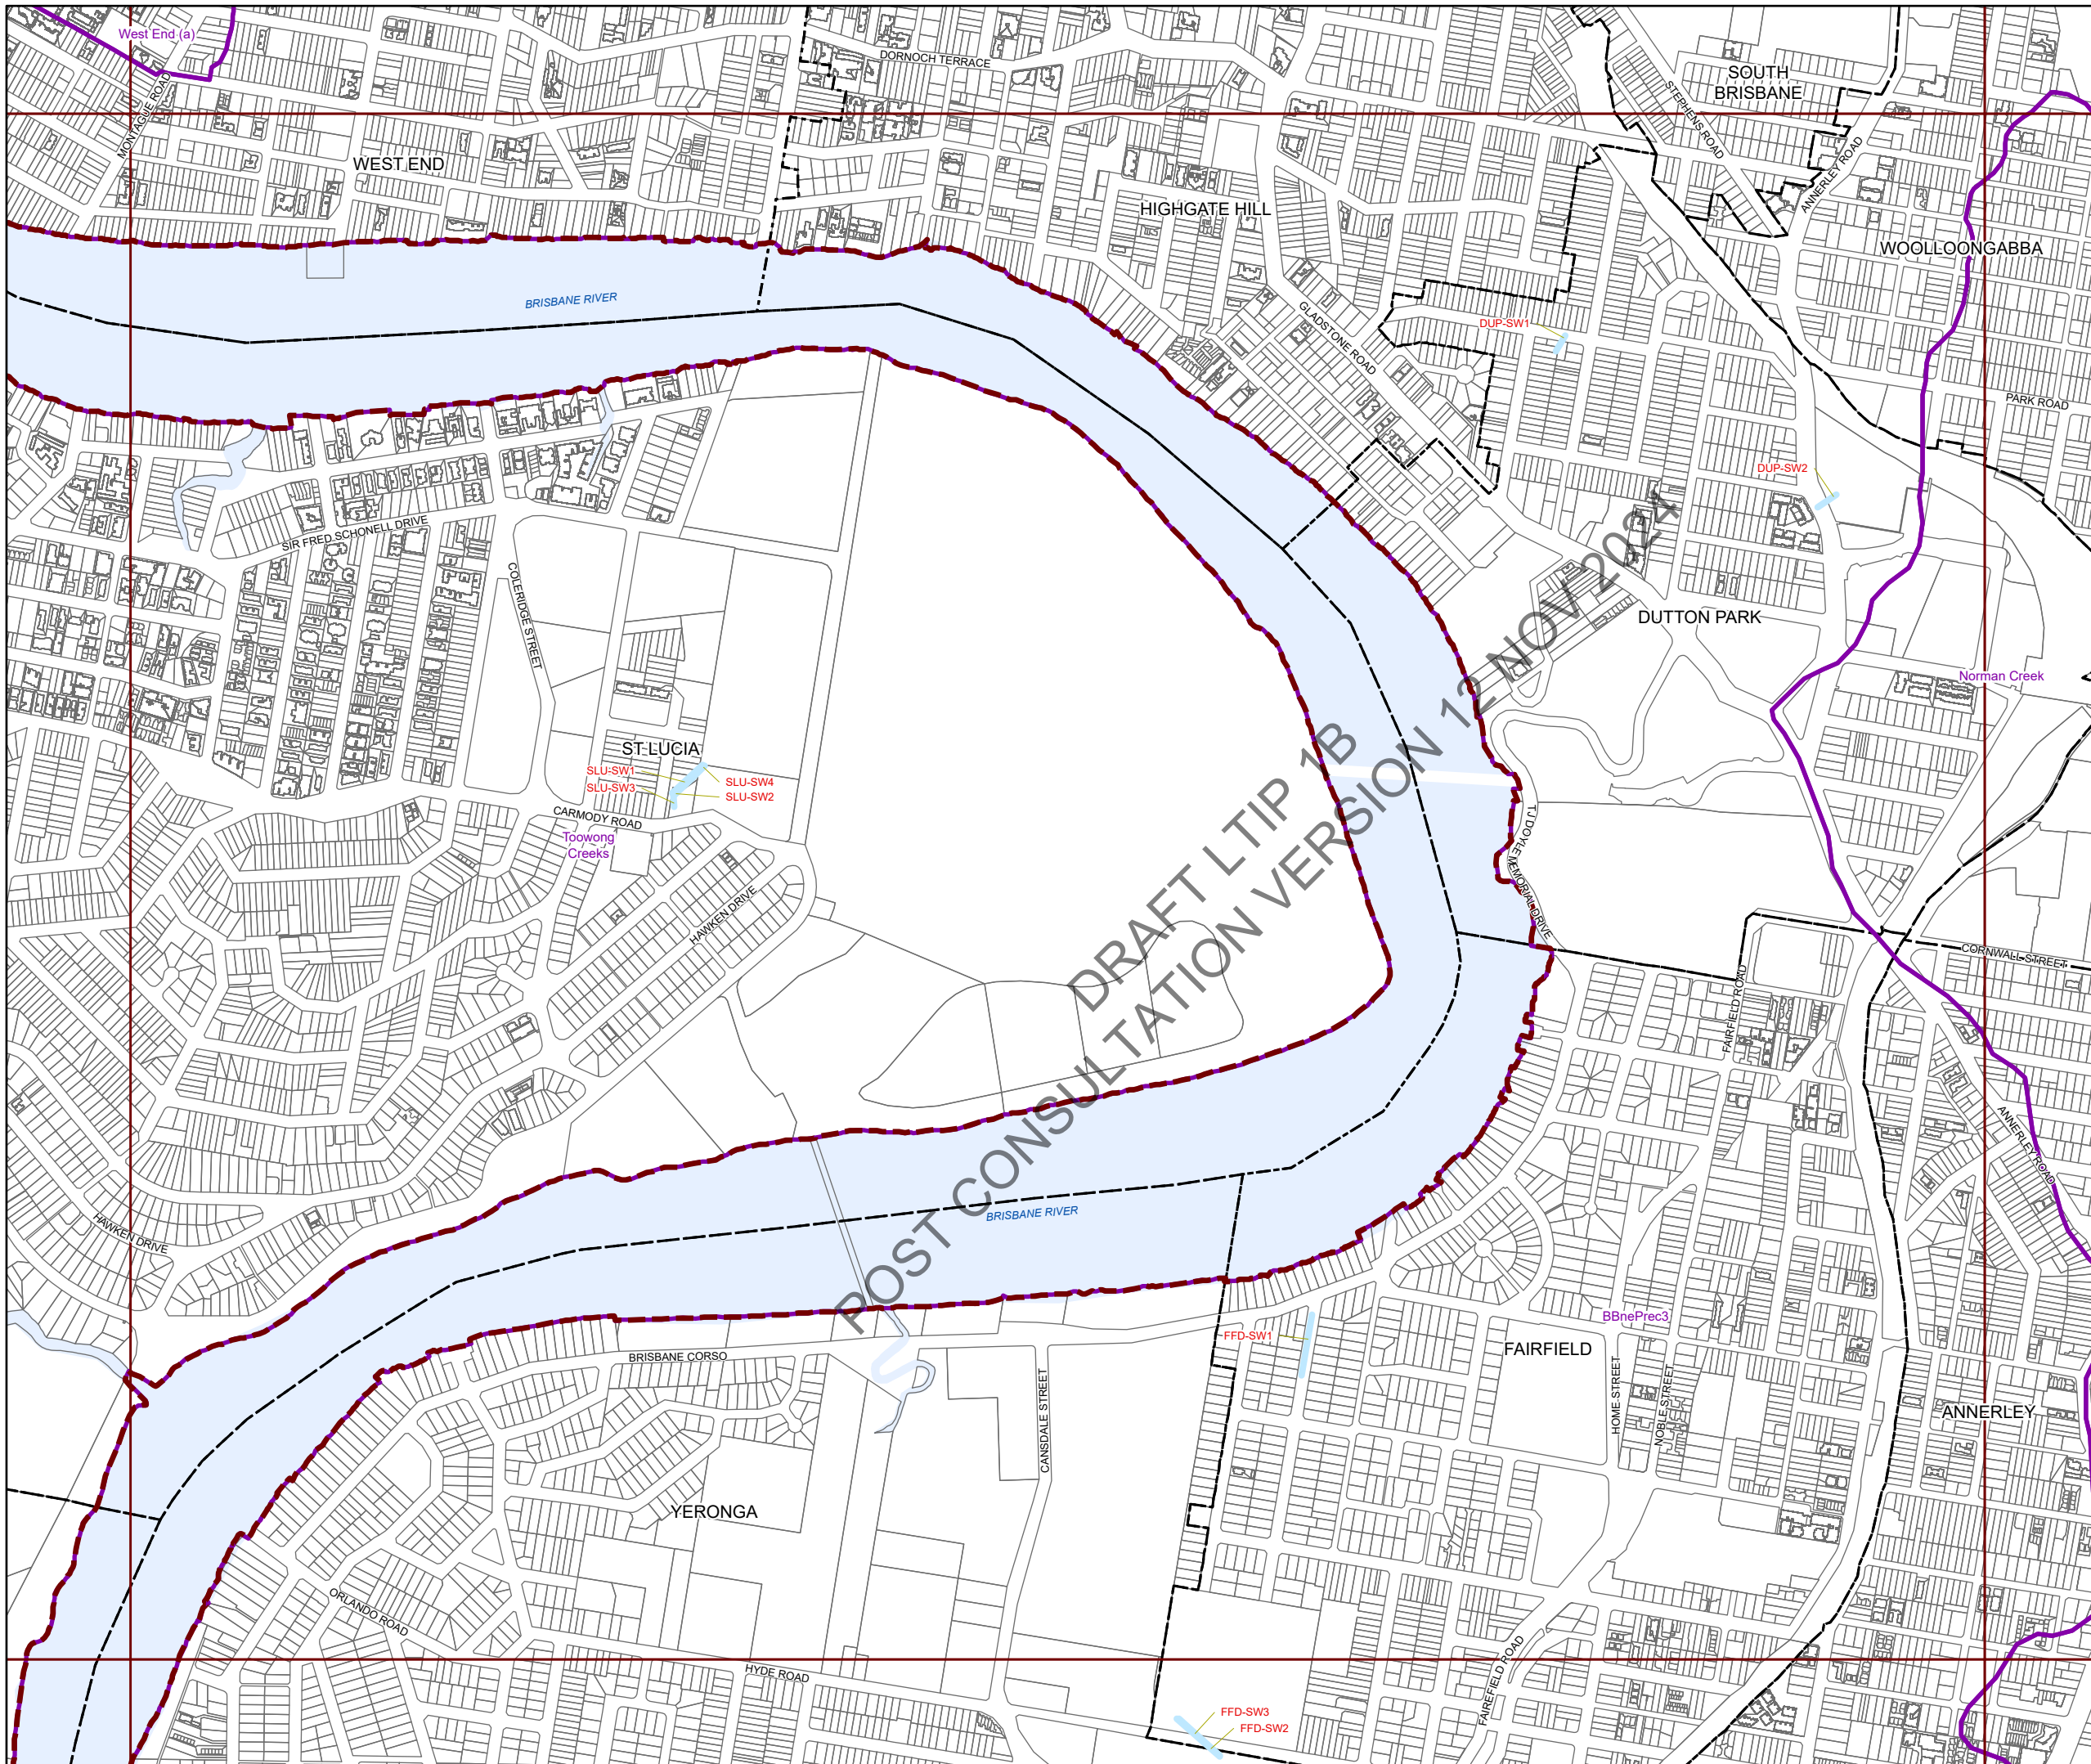 West End (a)
DORNOCH TERRACE
SOUTH
BRISBANE
MONTAGUE ROAD
STEPHENS ROAD
WEST END
ANNERLEY ROAD
HIGHGATE HILL
WOOLLOONGABBA
BRISBANE RIVER
GLADSTONE ROAD
DUP-SW1
PARK ROAD
DUP-SW2
SIR FRED SCHONELL DRIVE
COLERIDGE STREET
DUTTON PARK
Norman Creek
ST LUCIA
SLU-SW1
SLU-SW4
SLU-SW3
SLU-SW2
CARMODY ROAD
Toowong
Creeks
T J DOYLE MEMORIAL DRIVE
HAWKEN DRIVE
DRAFT LTIP 1B
POST CONSULTATION VERSION 12 NOV 2024
CORNWALL STREET
FAIRFIELD ROAD
ANNERLEY ROAD
HAWKEN DRIVE
BRISBANE RIVER
BBnePrec3
FFD-SW1
FAIRFIELD
BRISBANE CORSO
CANSDALE STREET
HOME STREET
NOBLE STREET
ANNERLEY
YERONGA
ORLANDO ROAD
HYDE ROAD
FAIREFIELD ROAD
FFD-SW3
FFD-SW2